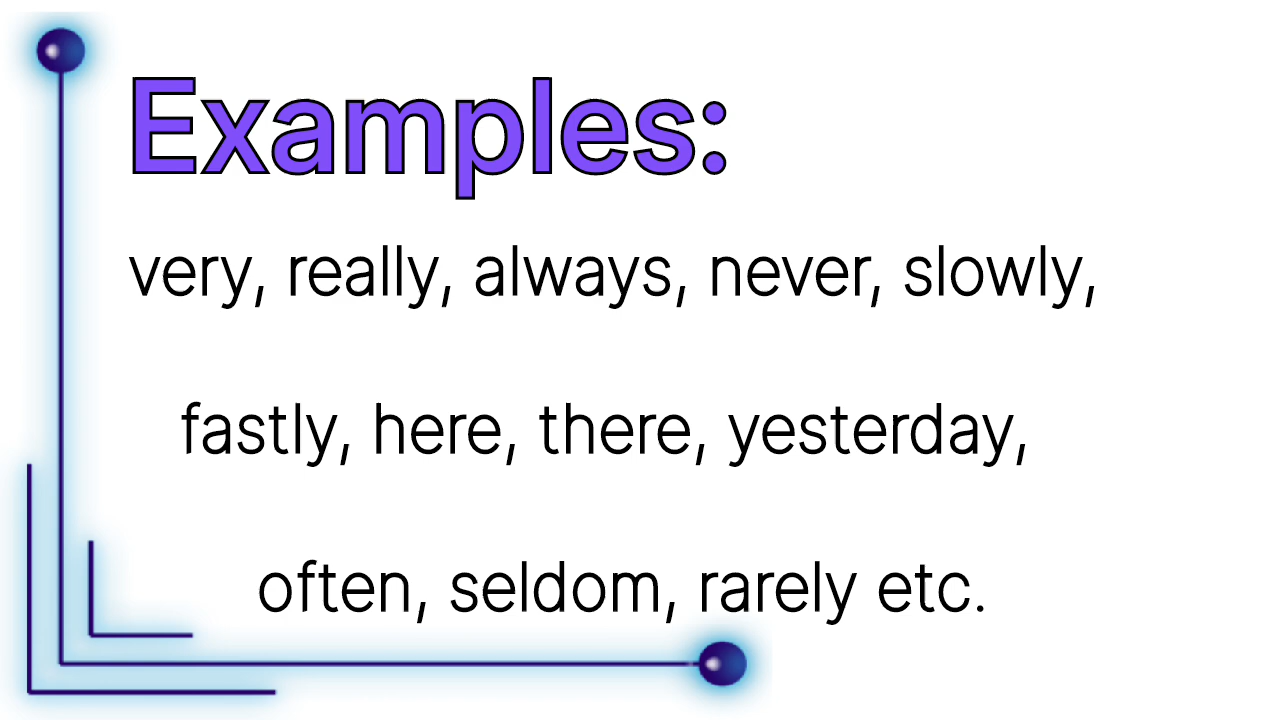 Examples:
very, really, always, never, slowly,
fastly, here, there, yesterday,
often, seldom, rarely etc.